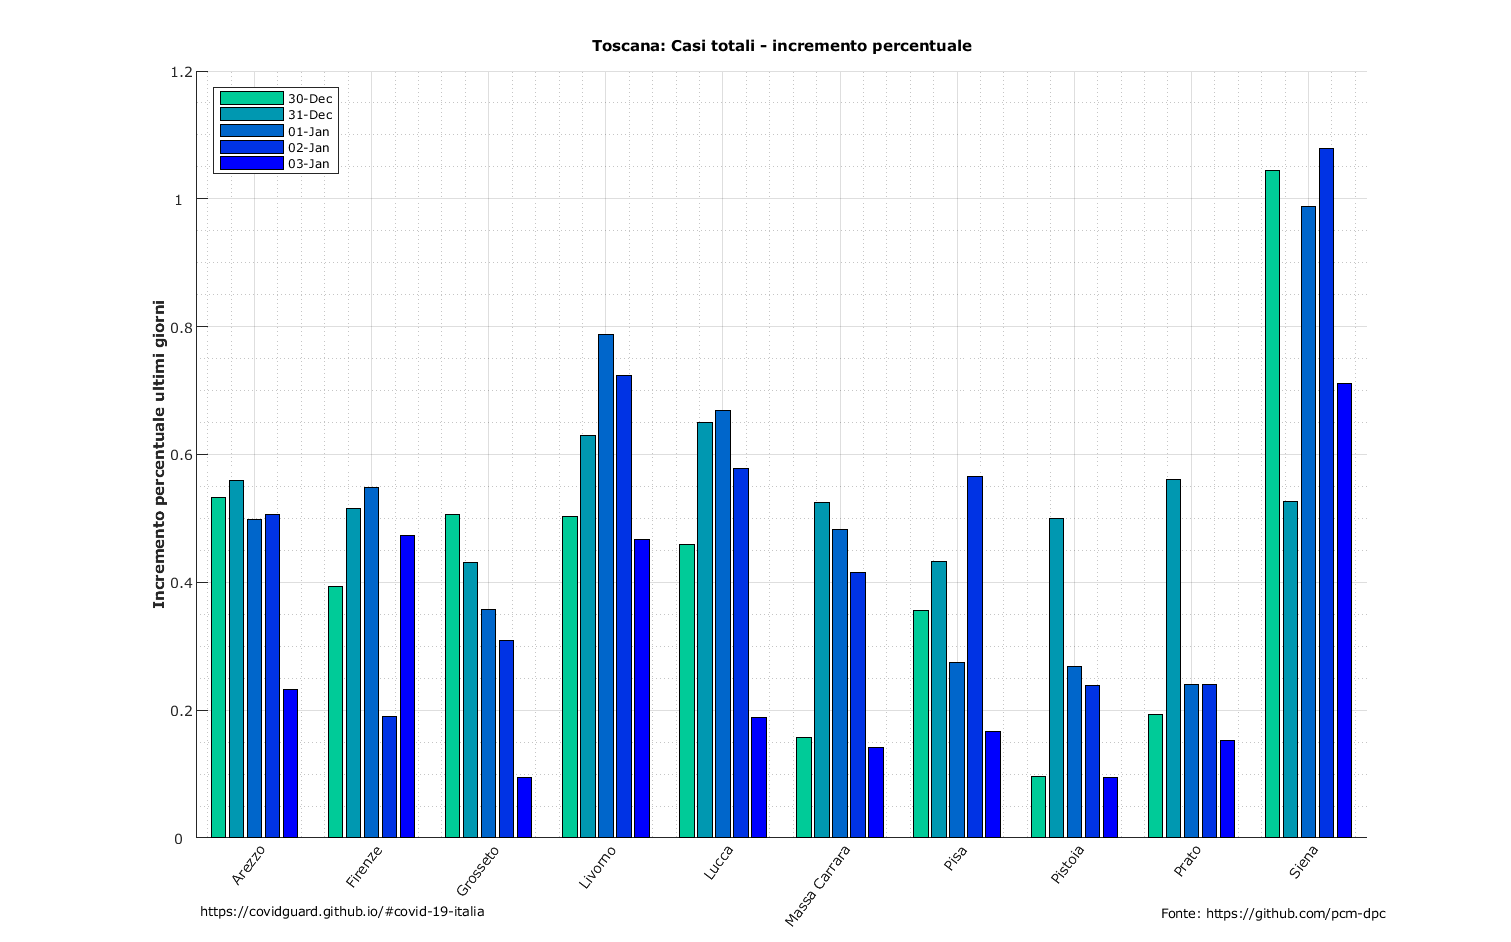 Toscana: Casi totali - incremento percentuale
Incremento percentuale ultimi giorni
1.2
1
0.8
0.6
0.4
0.2
0
30-Dec
31-Dec
01-Jan
02-Jan
03-Jan
Arezzo
Firenze
Grosseto
Livorno
Lucca
Massa Carrara
Pisa
Pistoia
Prato
Siena
https://covidguard.github.io/#covid-19-italia
Fonte: https://github.com/pcm-dpc